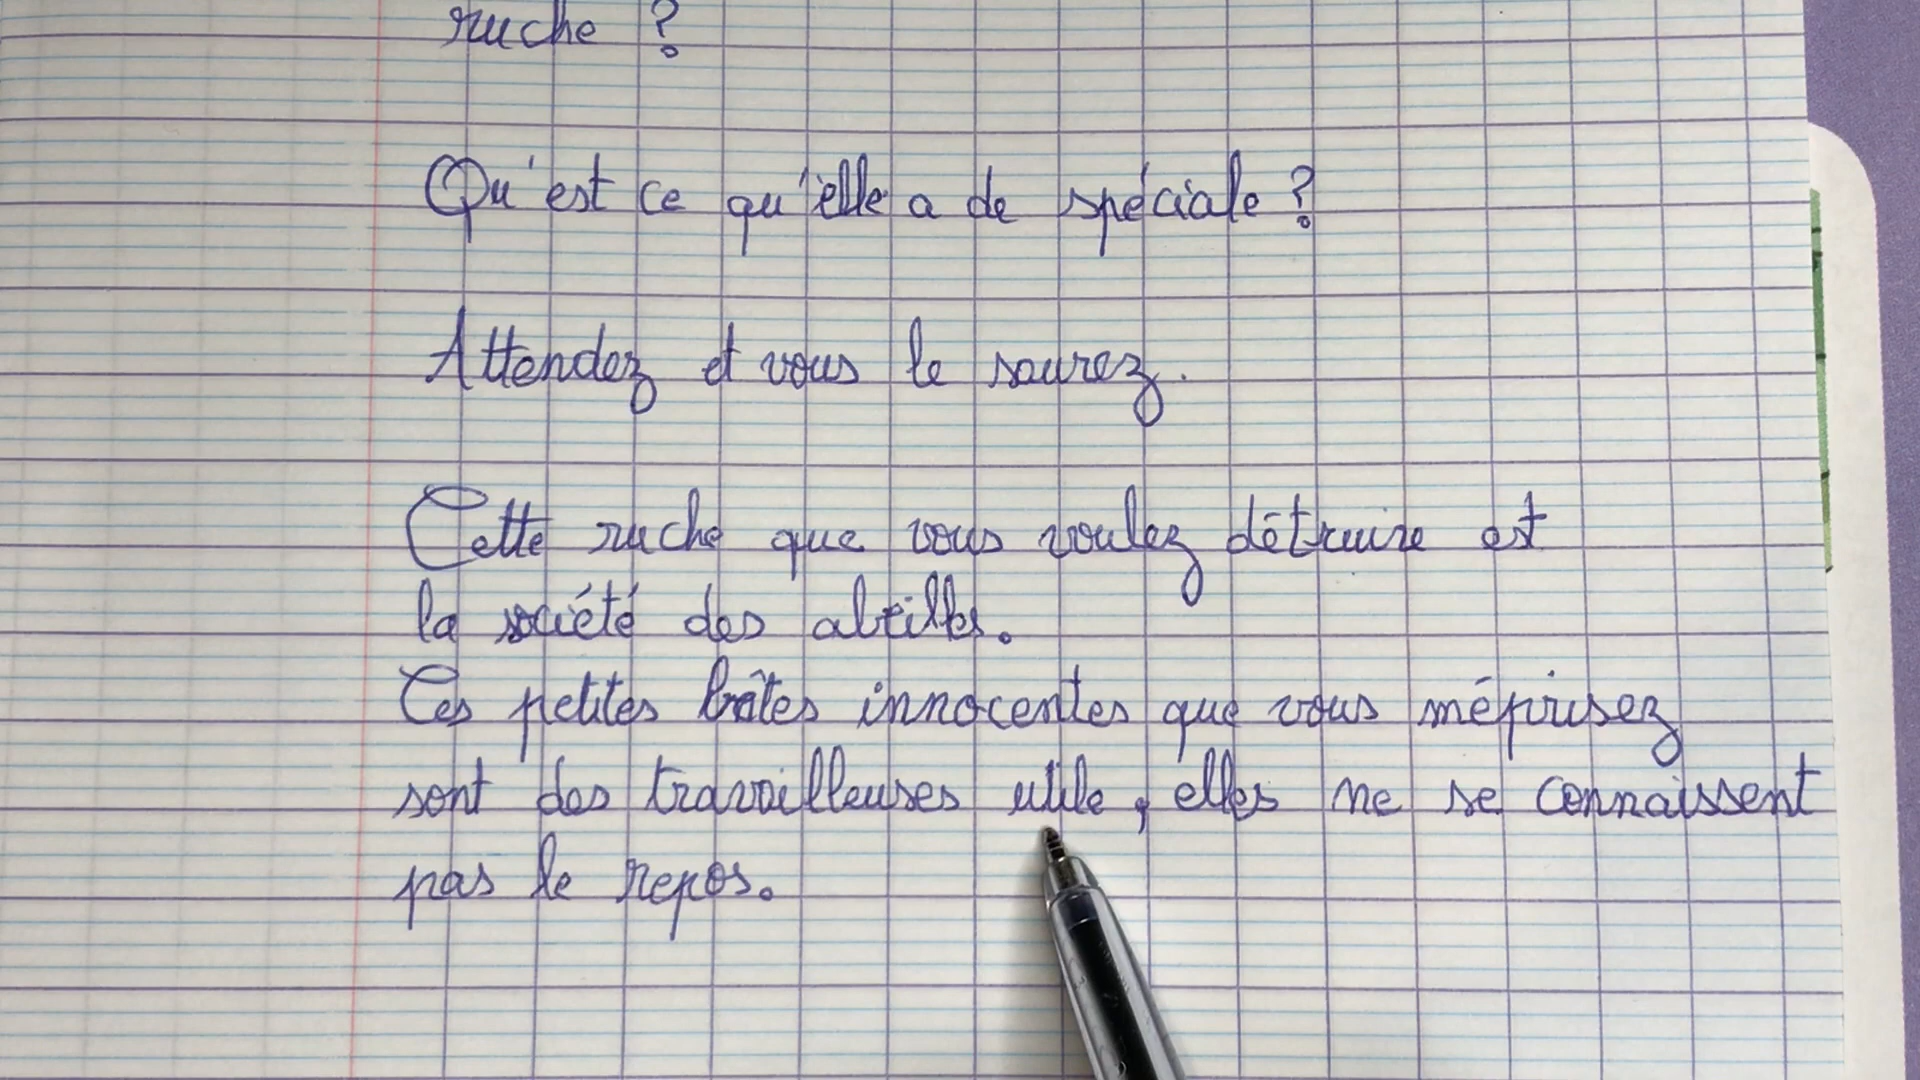 ruche ?
Qu'est ce qu'elle a de spéciale ?
Attendez et vous le saurez.
Cette ruche que vous voulez détruire est
la société des abeilles.
Ces petites bêtes innocentes que vous méprisez
sont des travailleuses utile, elles ne se connaissent
pas le repos.